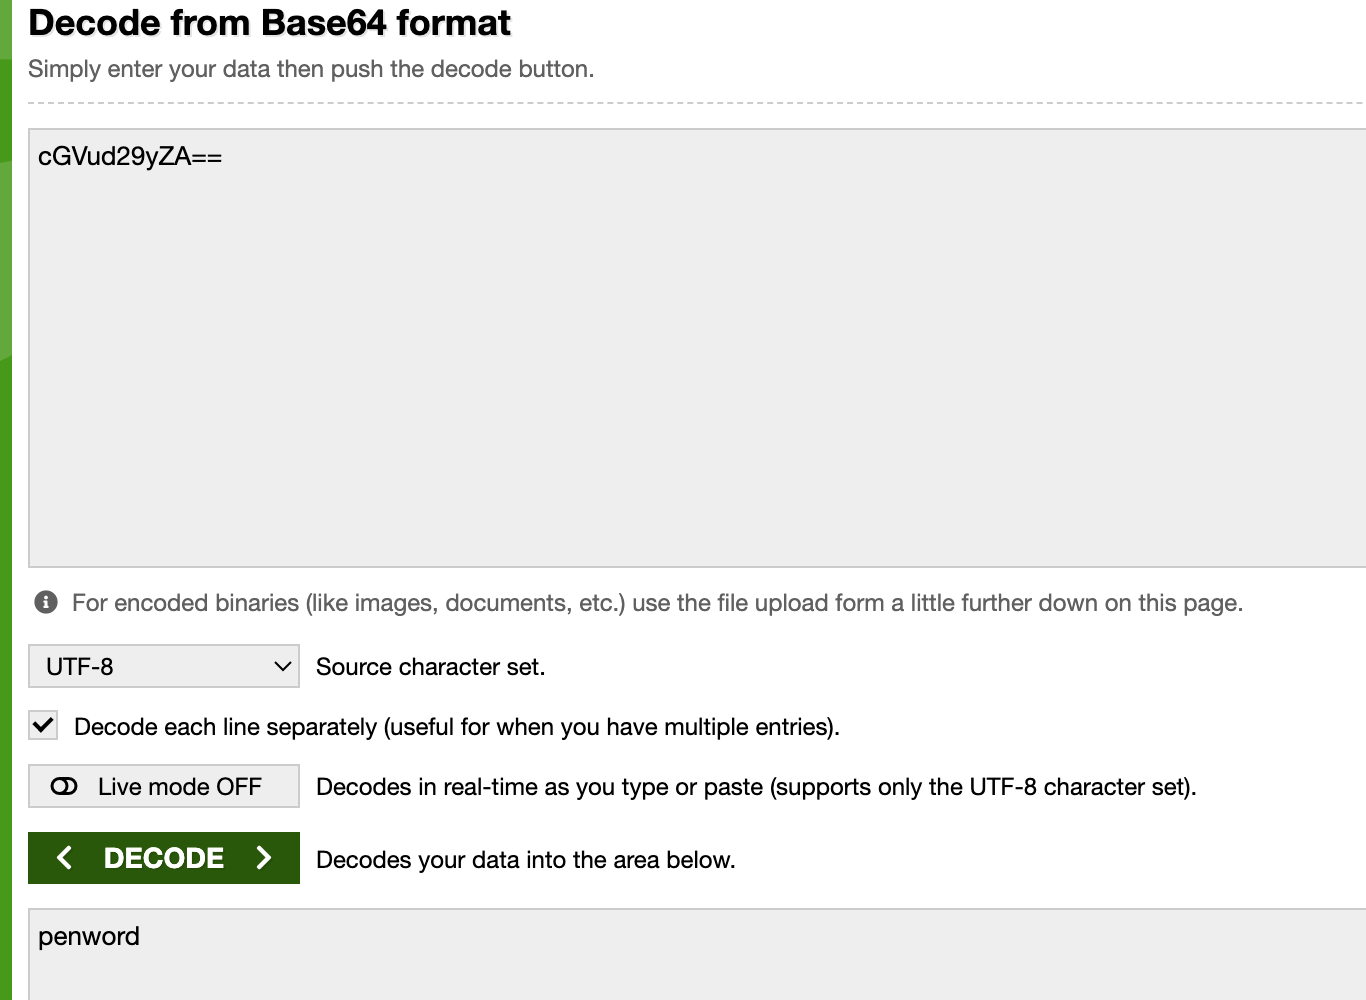 Decode from Base64 format
Simply enter your data then push the decode button.
cGVud29yZA==
For encoded binaries (like images, documents, etc.) use the file upload form a little further down on this page.
UTF-8 Source character set.
Decode each line separately (useful for when you have multiple entries).
Live mode OFF Decodes in real-time as you type or paste (supports only the UTF-8 character set).
< DECODE > Decodes your data into the area below.
penword